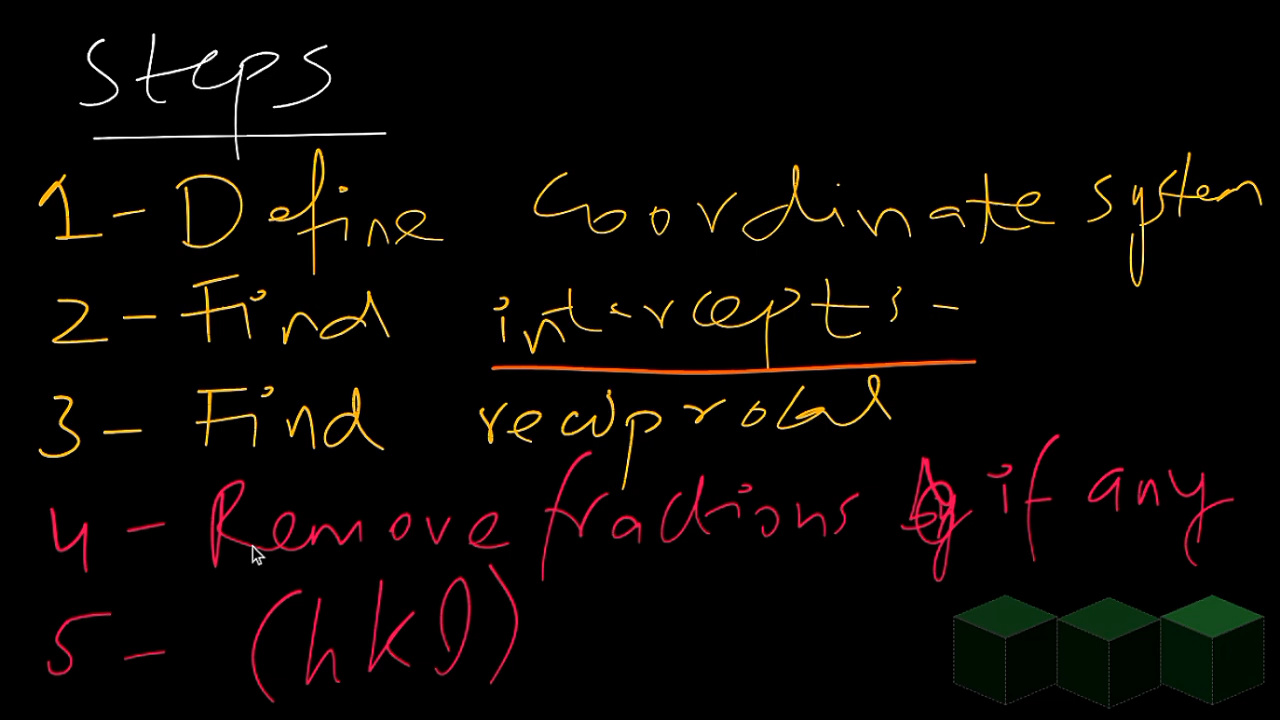 Steps
1- Define Coordinate system
2- Find intercepts -
3- Find reciprocal
4- Remove fractions if any
5- (hkl)